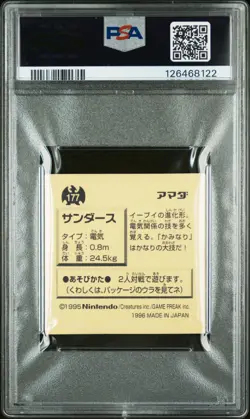 PSA
126468122
アマダ
サンダース
タイプ：電気
身長：0.8m
体重：24.5kg
イーブイの進化形。
電気関係の技を多く
覚える。「かみなり」
はかなりの大技だ！
●あそびかた● 2人対戦で遊びます。
(くわしくは、パッケージのウラを見てネ)
©1995 Nintendo/Creatures inc./GAME FREAK inc.
1996 MADE IN JAPAN